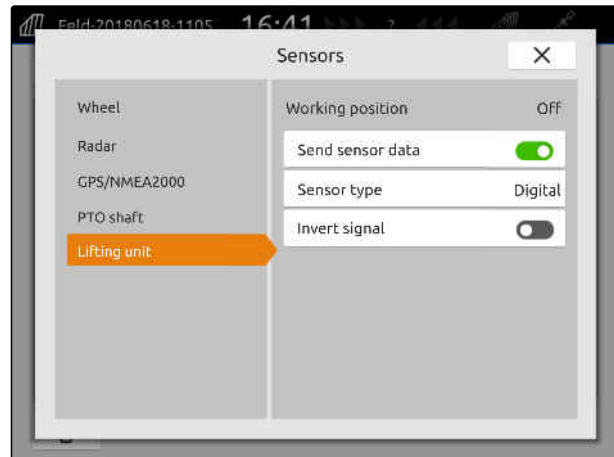 Feld-20180618-1105 16:41 ?
Sensors
Wheel
Radar
GPS/NMEA2000
PTO shaft
Lifting unit
Working position Off
Send sensor data
Sensor type Digital
Invert signal